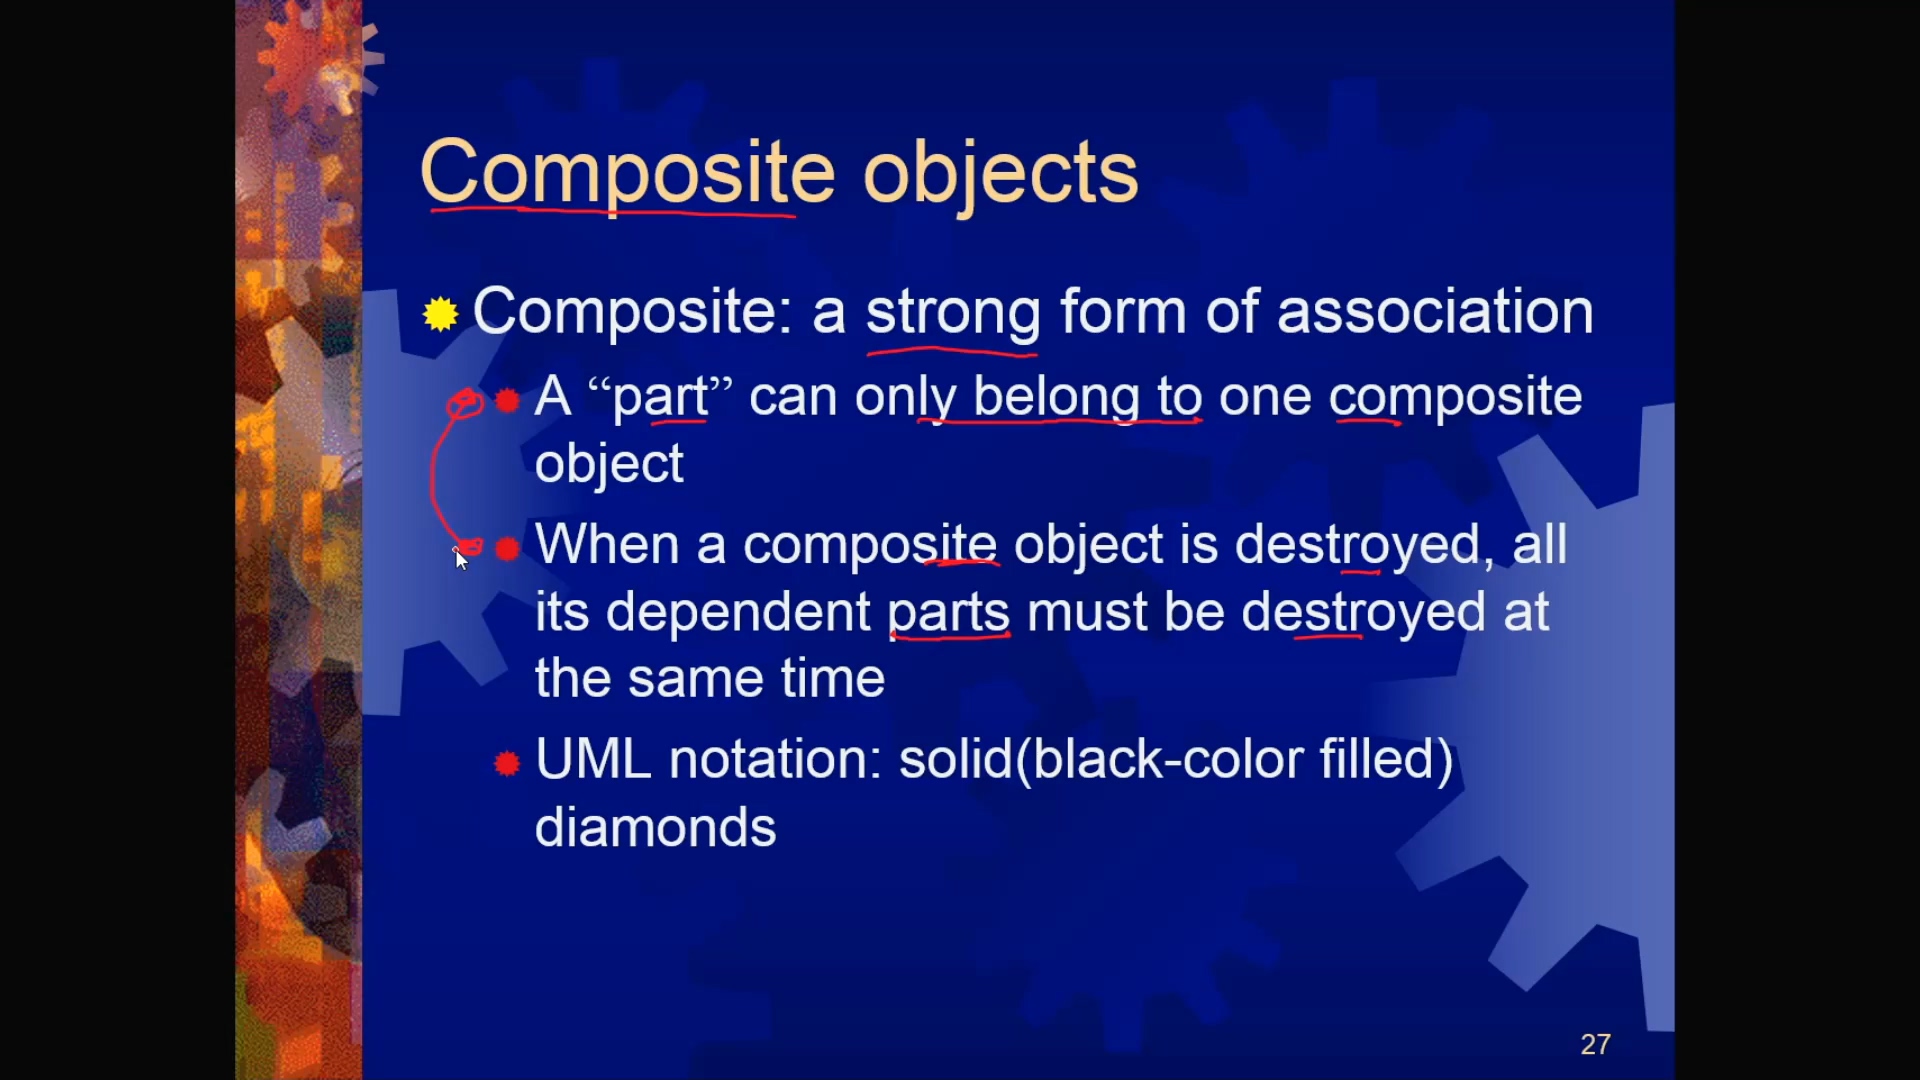 Composite objects
Composite: a strong form of association
A “part” can only belong to one composite
object
When a composite object is destroyed, all
its dependent parts must be destroyed at
the same time
UML notation: solid(black-color filled)
diamonds
27